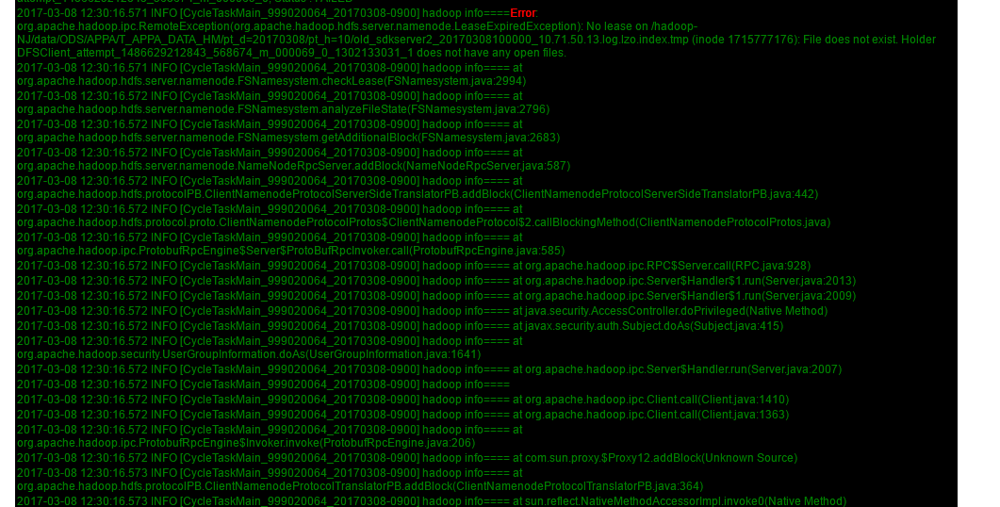 2017-03-08 12:30:16.571 INFO [CycleTaskMain_999020064_20170308-0900] hadoop info====Error:
org.apache.hadoop.ipc.RemoteException(org.apache.hadoop.hdfs.server.namenode.LeaseExpiredException): No lease on /hadoop-
NJ/data/ODS/APPA/T_APPA_DATA_HM/pt_d=20170308/pt_h=10/old_sdkserver2_20170308100000_10.71.50.13.log.lzo.index.tmp (inode 1715777176): File does not exist. Holder
DFSClient_attempt_1486629212843_568674_m_000069_0_1302133031_1 does not have any open files.
2017-03-08 12:30:16.571 INFO [CycleTaskMain_999020064_20170308-0900] hadoop info==== at
org.apache.hadoop.hdfs.server.namenode.FSNamesystem.checkLease(FSNamesystem.java:2994)
2017-03-08 12:30:16.572 INFO [CycleTaskMain_999020064_20170308-0900] hadoop info==== at
org.apache.hadoop.hdfs.server.namenode.FSNamesystem.analyzeFileState(FSNamesystem.java:2796)
2017-03-08 12:30:16.572 INFO [CycleTaskMain_999020064_20170308-0900] hadoop info==== at
org.apache.hadoop.hdfs.server.namenode.FSNamesystem.getAdditionalBlock(FSNamesystem.java:2683)
2017-03-08 12:30:16.572 INFO [CycleTaskMain_999020064_20170308-0900] hadoop info==== at
org.apache.hadoop.hdfs.server.namenode.NameNodeRpcServer.addBlock(NameNodeRpcServer.java:587)
2017-03-08 12:30:16.572 INFO [CycleTaskMain_999020064_20170308-0900] hadoop info==== at
org.apache.hadoop.hdfs.protocolPB.ClientNamenodeProtocolServerSideTranslatorPB.addBlock(ClientNamenodeProtocolServerSideTranslatorPB.java:442)
2017-03-08 12:30:16.572 INFO [CycleTaskMain_999020064_20170308-0900] hadoop info==== at
org.apache.hadoop.hdfs.protocol.proto.ClientNamenodeProtocolProtos$ClientNamenodeProtocol$2.callBlockingMethod(ClientNamenodeProtocolProtos.java)
2017-03-08 12:30:16.572 INFO [CycleTaskMain_999020064_20170308-0900] hadoop info==== at
org.apache.hadoop.ipc.ProtobufRpcEngine$Server$ProtoBufRpcInvoker.call(ProtobufRpcEngine.java:585)
2017-03-08 12:30:16.572 INFO [CycleTaskMain_999020064_20170308-0900] hadoop info==== at org.apache.hadoop.ipc.RPC$Server.call(RPC.java:928)
2017-03-08 12:30:16.572 INFO [CycleTaskMain_999020064_20170308-0900] hadoop info==== at org.apache.hadoop.ipc.Server$Handler$1.run(Server.java:2013)
2017-03-08 12:30:16.572 INFO [CycleTaskMain_999020064_20170308-0900] hadoop info==== at org.apache.hadoop.ipc.Server$Handler$1.run(Server.java:2009)
2017-03-08 12:30:16.572 INFO [CycleTaskMain_999020064_20170308-0900] hadoop info==== at java.security.AccessController.doPrivileged(Native Method)
2017-03-08 12:30:16.572 INFO [CycleTaskMain_999020064_20170308-0900] hadoop info==== at javax.security.auth.Subject.doAs(Subject.java:415)
2017-03-08 12:30:16.572 INFO [CycleTaskMain_999020064_20170308-0900] hadoop info==== at
org.apache.hadoop.security.UserGroupInformation.doAs(UserGroupInformation.java:1641)
2017-03-08 12:30:16.572 INFO [CycleTaskMain_999020064_20170308-0900] hadoop info==== at org.apache.hadoop.ipc.Server$Handler.run(Server.java:2007)
2017-03-08 12:30:16.572 INFO [CycleTaskMain_999020064_20170308-0900] hadoop info====
2017-03-08 12:30:16.572 INFO [CycleTaskMain_999020064_20170308-0900] hadoop info==== at org.apache.hadoop.ipc.Client.call(Client.java:1410)
2017-03-08 12:30:16.572 INFO [CycleTaskMain_999020064_20170308-0900] hadoop info==== at org.apache.hadoop.ipc.Client.call(Client.java:1363)
2017-03-08 12:30:16.572 INFO [CycleTaskMain_999020064_20170308-0900] hadoop info==== at
org.apache.hadoop.ipc.ProtobufRpcEngine$Invoker.invoke(ProtobufRpcEngine.java:206)
2017-03-08 12:30:16.572 INFO [CycleTaskMain_999020064_20170308-0900] hadoop info==== at com.sun.proxy.$Proxy12.addBlock(Unknown Source)
2017-03-08 12:30:16.573 INFO [CycleTaskMain_999020064_20170308-0900] hadoop info==== at
org.apache.hadoop.hdfs.protocolPB.ClientNamenodeProtocolTranslatorPB.addBlock(ClientNamenodeProtocolTranslatorPB.java:364)
2017-03-08 12:30:16.573 INFO [CycleTaskMain_999020064_20170308-0900] hadoop info==== at sun.reflect.NativeMethodAccessorImpl.invoke0(Native Method)